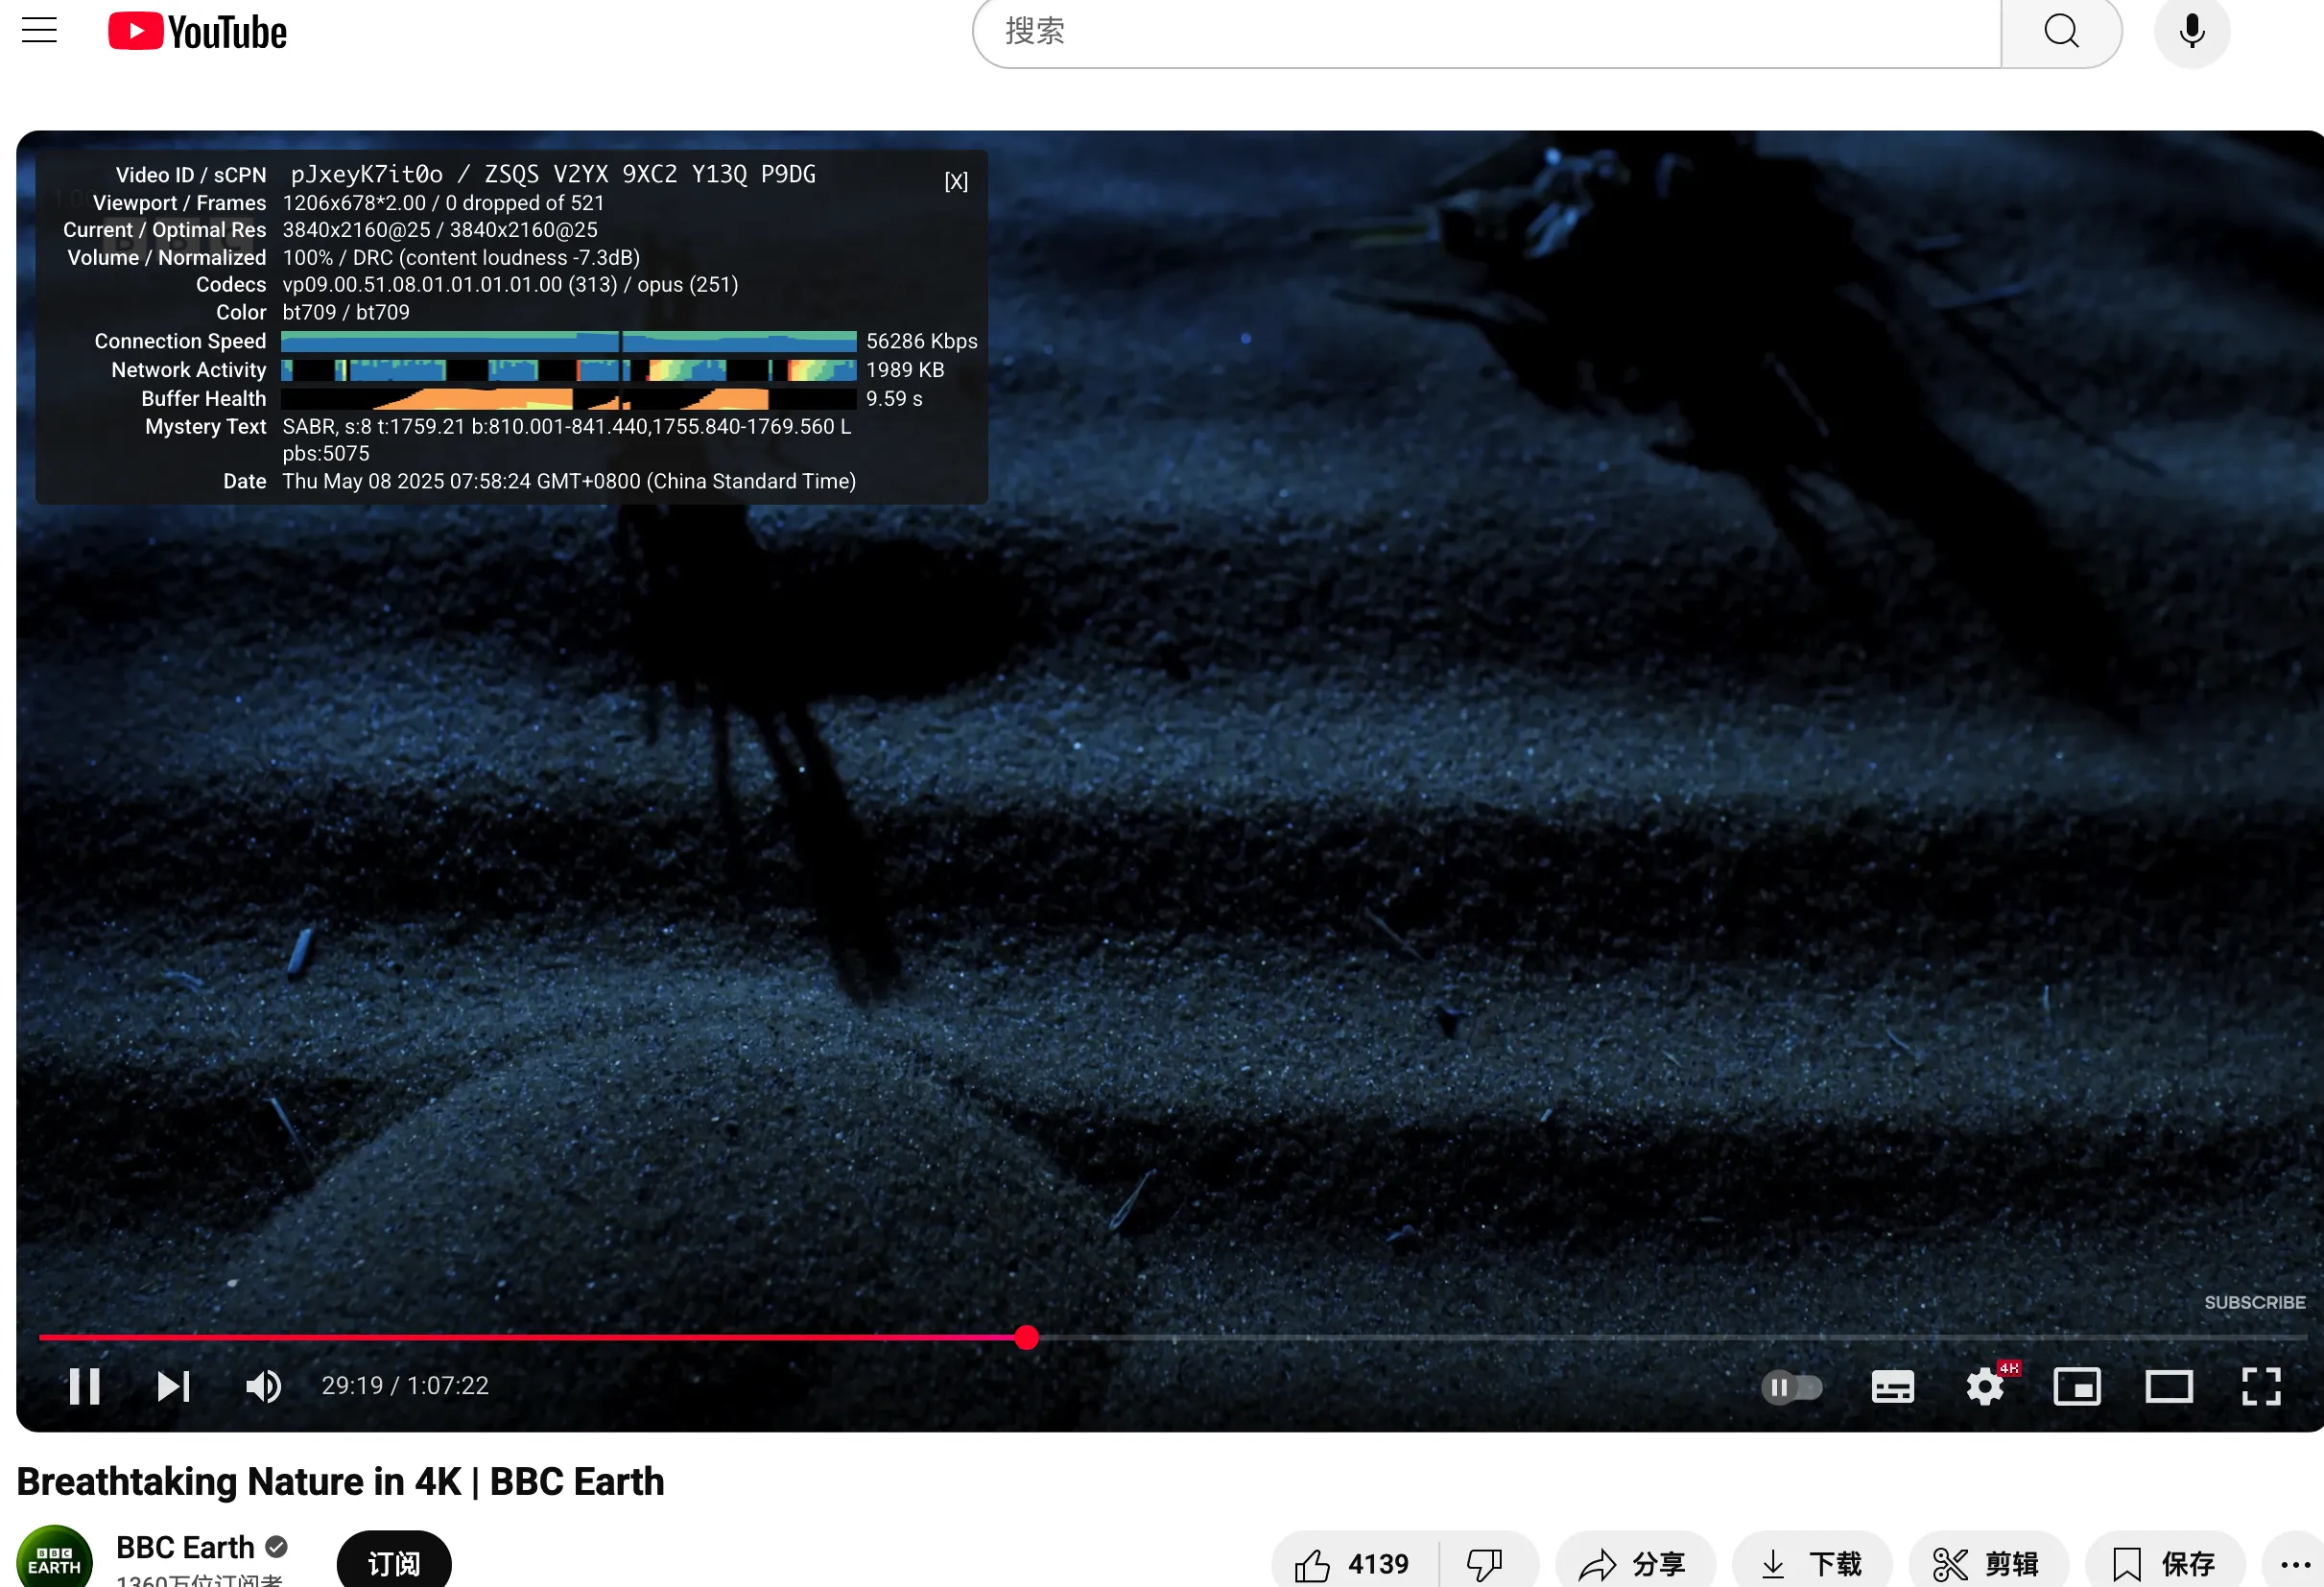 YouTube
搜索
Video ID / sCPN pJxeyK7it0o / ZSQS V2YX 9XC2 Y13Q P9DG [X]
Viewport / Frames 1206x678*2.00 / 0 dropped of 521
Current / Optimal Res 3840x2160@25 / 3840x2160@25
Volume / Normalized 100% / DRC (content loudness -7.3dB)
Codecs vp09.00.51.08.01.01.01.01.00 (313) / opus (251)
Color bt709 / bt709
Connection Speed 56286 Kbps
Network Activity 1989 KB
Buffer Health 9.59 s
Mystery Text SABR, s:8 t:1759.21 b:810.001-841.440,1755.840-1769.560 L
pbs:5075
Date Thu May 08 2025 07:58:24 GMT+0800 (China Standard Time)
BBC
SUBSCRIBE
29:19 / 1:07:22
4K
Breathtaking Nature in 4K | BBC Earth
BBC EARTH
BBC Earth
订阅
4139
分享
下载
剪辑
保存
1360万位订阅者